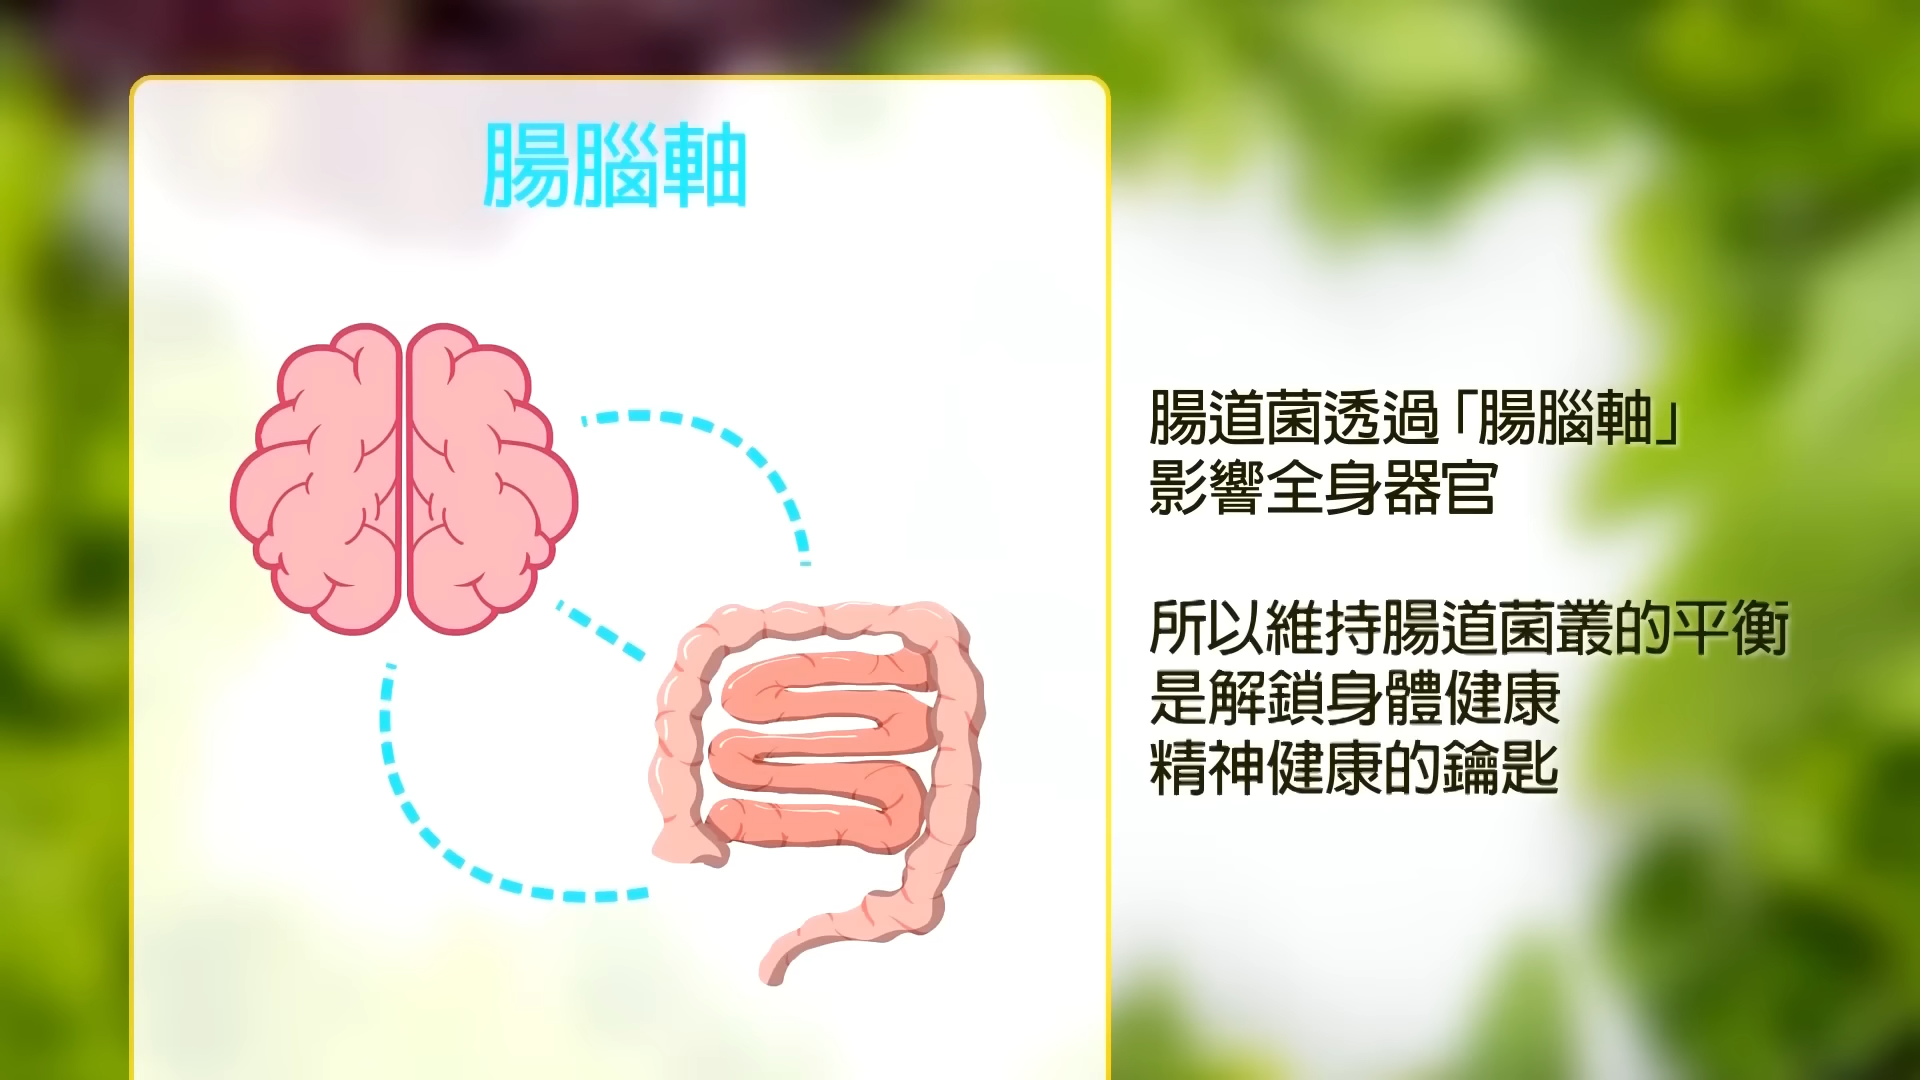 腸腦軸
腸道菌透過「腸腦軸」
影響全身器官
所以維持腸道菌叢的平衡
是解鎖身體健康
精神健康的鑰匙